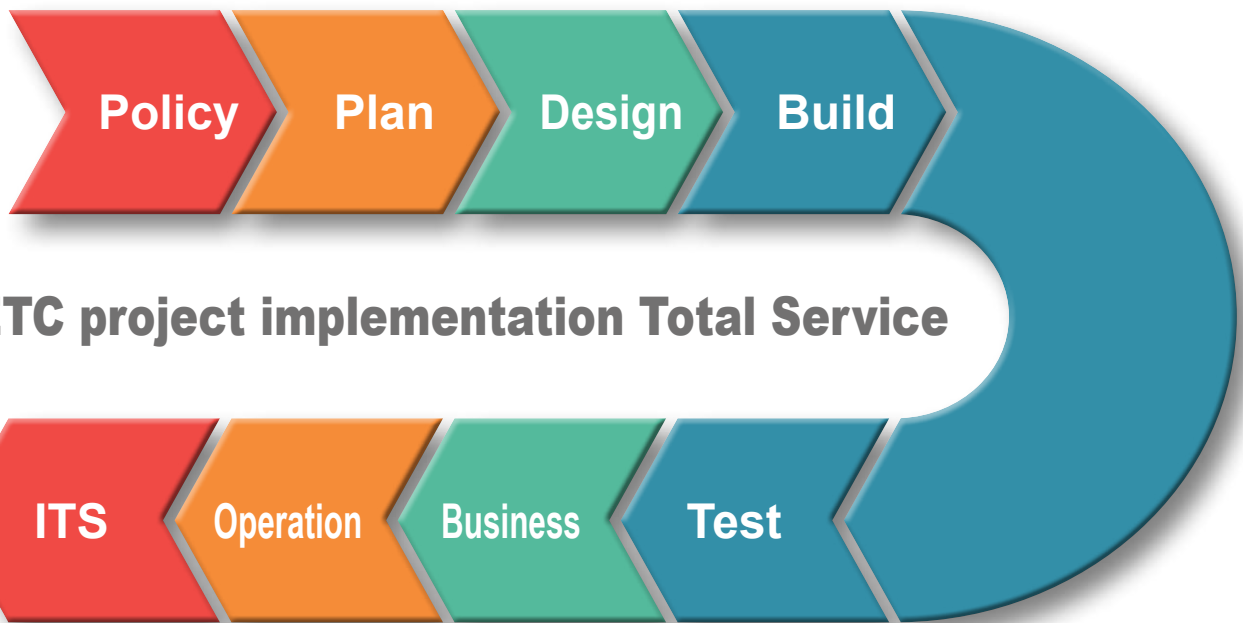 Policy Plan Design Build
TC project implementation Total Service
ITS Operation Business Test